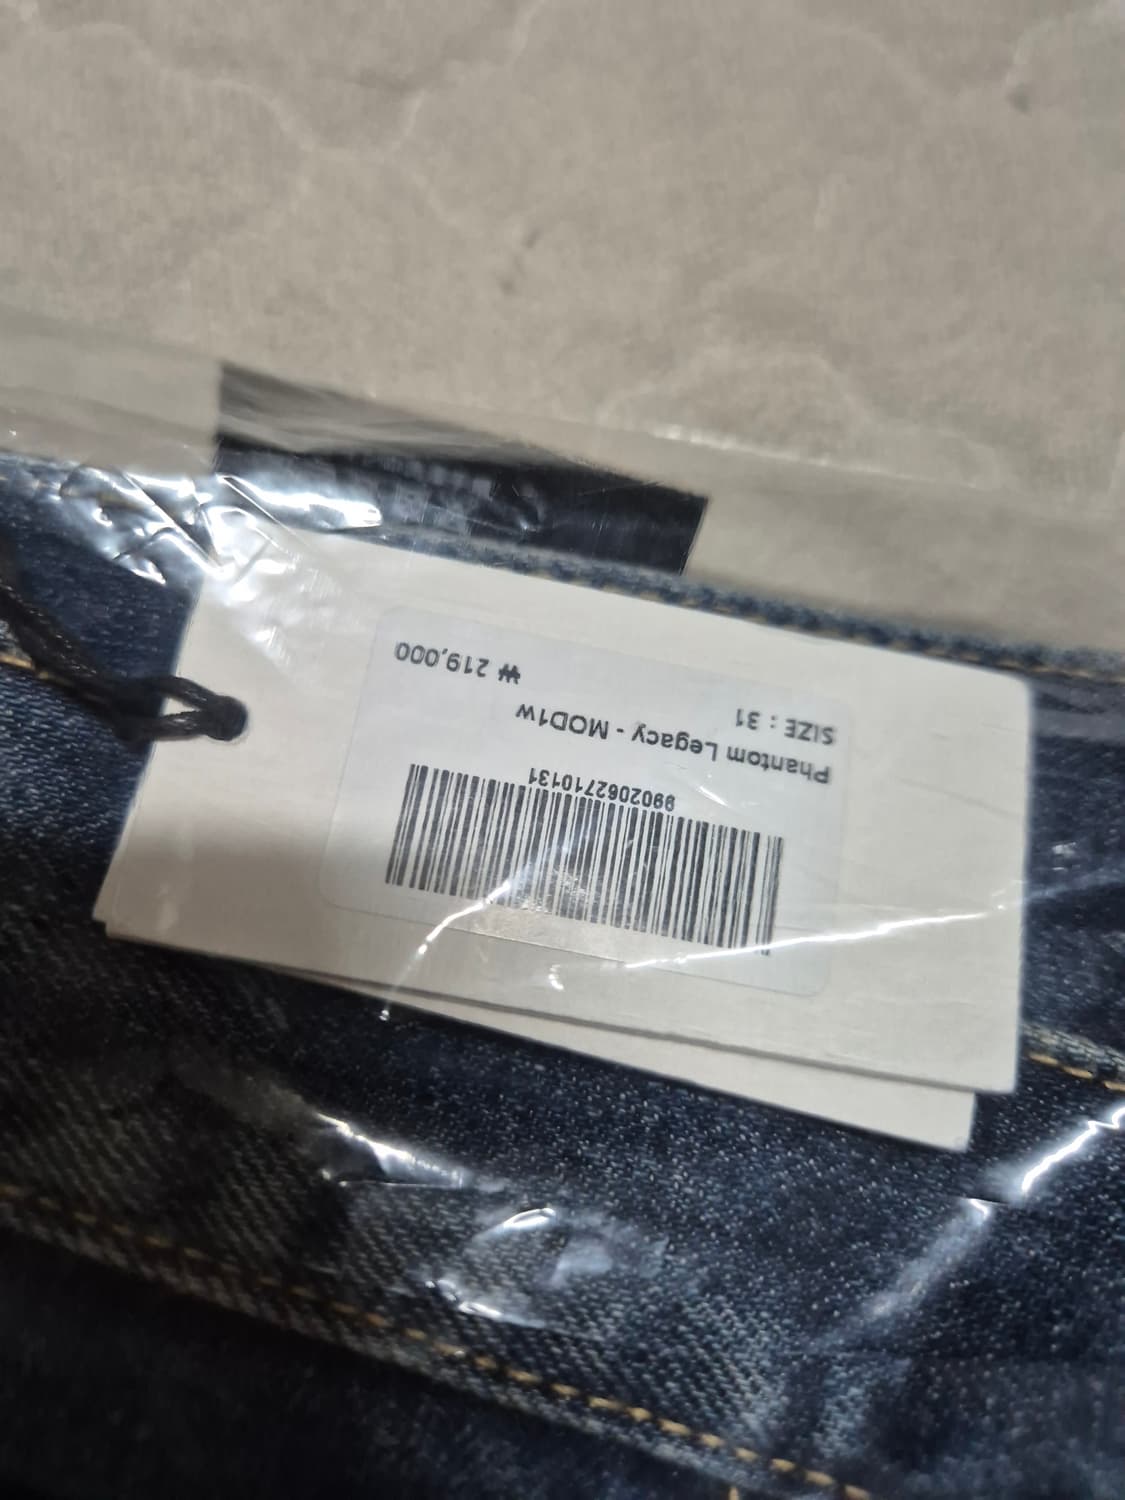 9902062710131
Phantom Legacy - MOD1W
SIZE : 31
₩ 219,000